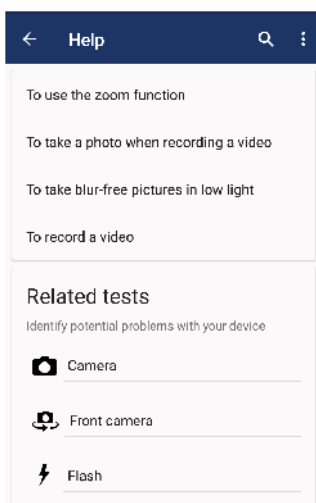 Help
To use the zoom function
To take a photo when recording a video
To take blur-free pictures in low light
To record a video
Related tests
Identify potential problems with your device
Camera
Front camera
Flash